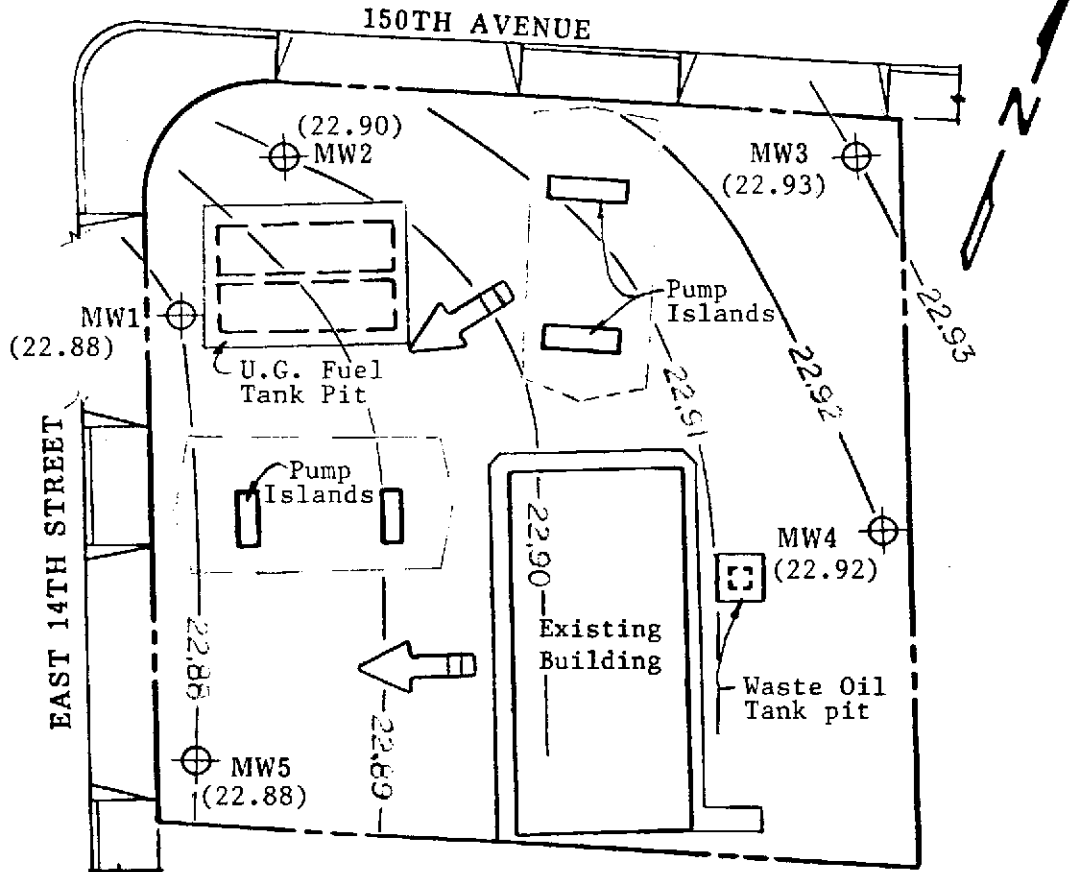 150TH AVENUE
N
(22.90)
MW2
MW3
(22.93)
MW1
(22.88)
Pump
Islands
22.93
U.G. Fuel
Tank Pit
22.92
22.91
EAST 14TH STREET
Pump
Islands
22.90
MW4
(22.92)
Existing
Building
22.88
Waste Oil
Tank pit
22.89
MW5
(22.88)